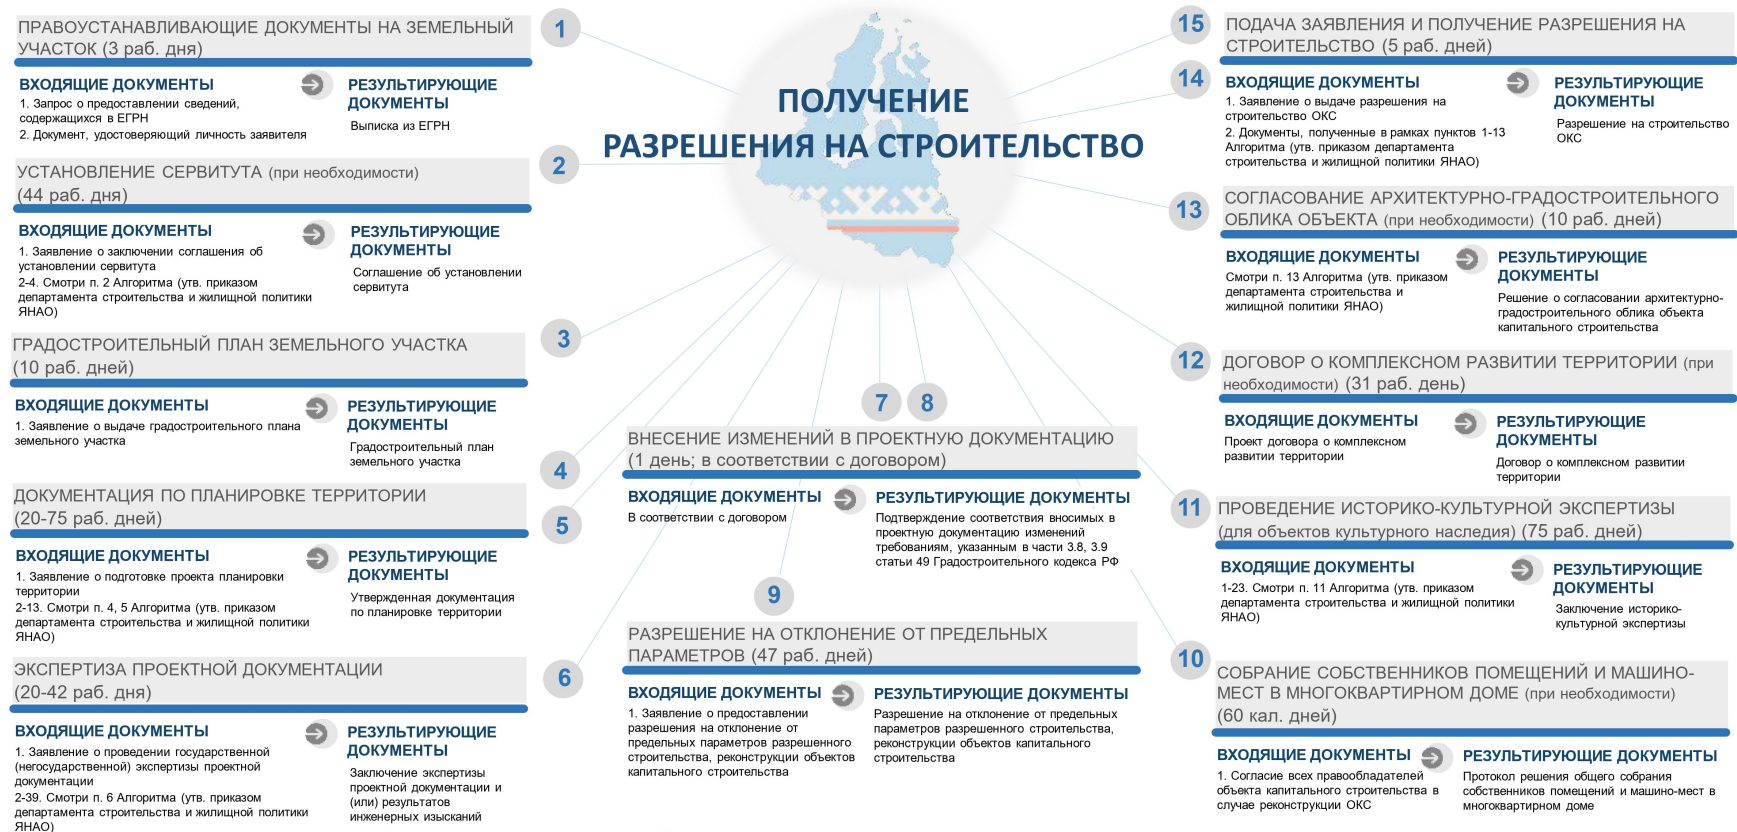 ПОЛУЧЕНИЕ
РАЗРЕШЕНИЯ НА СТРОИТЕЛЬСТВО
1
ПРАВОУСТАНАВЛИВАЮЩИЕ ДОКУМЕНТЫ НА ЗЕМЕЛЬНЫЙ
УЧАСТОК (3 раб. дня)
ВХОДЯЩИЕ ДОКУМЕНТЫ
1. Запрос о предоставлении сведений,
содержащихся в ЕГРН
2. Документ, удостоверяющий личность заявителя
РЕЗУЛЬТИРУЮЩИЕ
ДОКУМЕНТЫ
Выписка из ЕГРН
2
УСТАНОВЛЕНИЕ СЕРВИТУТА (при необходимости)
(44 раб. дня)
ВХОДЯЩИЕ ДОКУМЕНТЫ
1. Заявление о заключении соглашения об
установлении сервитута
2-4. Смотри п. 2 Алгоритма (утв. приказом
департамента строительства и жилищной политики
ЯНАО)
РЕЗУЛЬТИРУЮЩИЕ
ДОКУМЕНТЫ
Соглашение об установлении
сервитута
3
ГРАДОСТРОИТЕЛЬНЫЙ ПЛАН ЗЕМЕЛЬНОГО УЧАСТКА
(10 раб. дней)
ВХОДЯЩИЕ ДОКУМЕНТЫ
1. Заявление о выдаче градостроительного плана
земельного участка
РЕЗУЛЬТИРУЮЩИЕ
ДОКУМЕНТЫ
Градостроительный план
земельного участка
4
5
ДОКУМЕНТАЦИЯ ПО ПЛАНИРОВКЕ ТЕРРИТОРИИ
(20-75 раб. дней)
ВХОДЯЩИЕ ДОКУМЕНТЫ
1. Заявление о подготовке проекта планировки
территории
2-13. Смотри п. 4, 5 Алгоритма (утв. приказом
департамента строительства и жилищной политики
ЯНАО)
РЕЗУЛЬТИРУЮЩИЕ
ДОКУМЕНТЫ
Утвержденная документация
по планировке территории
6
ЭКСПЕРТИЗА ПРОЕКТНОЙ ДОКУМЕНТАЦИИ
(20-42 раб. дня)
ВХОДЯЩИЕ ДОКУМЕНТЫ
1. Заявление о проведении государственной
(негосударственной) экспертизы проектной
документации
2-39. Смотри п. 6 Алгоритма (утв. приказом
департамента строительства и жилищной политики
ЯНАО)
РЕЗУЛЬТИРУЮЩИЕ
ДОКУМЕНТЫ
Заключение экспертизы
проектной документации и
(или) результатов
инженерных изысканий
7 8
ВНЕСЕНИЕ ИЗМЕНЕНИЙ В ПРОЕКТНУЮ ДОКУМЕНТАЦИЮ
(1 день; в соответствии с договором)
ВХОДЯЩИЕ ДОКУМЕНТЫ
В соответствии с договором
РЕЗУЛЬТИРУЮЩИЕ ДОКУМЕНТЫ
Подтверждение соответствия вносимых в
проектную документацию изменений
требованиям, указанным в части 3.8, 3.9
статьи 49 Градостроительного кодекса РФ
9
РАЗРЕШЕНИЕ НА ОТКЛОНЕНИЕ ОТ ПРЕДЕЛЬНЫХ
ПАРАМЕТРОВ (47 раб. дней)
ВХОДЯЩИЕ ДОКУМЕНТЫ
1. Заявление о предоставлении
разрешения на отклонение от
предельных параметров разрешенного
строительства, реконструкции объектов
капитального строительства
РЕЗУЛЬТИРУЮЩИЕ ДОКУМЕНТЫ
Разрешение на отклонение от предельных
параметров разрешенного строительства,
реконструкции объектов капитального
строительства
15
14
ПОДАЧА ЗАЯВЛЕНИЯ И ПОЛУЧЕНИЕ РАЗРЕШЕНИЯ НА
СТРОИТЕЛЬСТВО (5 раб. дней)
ВХОДЯЩИЕ ДОКУМЕНТЫ
1. Заявление о выдаче разрешения на
строительство ОКС
2. Документы, полученные в рамках пунктов 1-13
Алгоритма (утв. приказом департамента
строительства и жилищной политики ЯНАО)
РЕЗУЛЬТИРУЮЩИЕ
ДОКУМЕНТЫ
Разрешение на строительство
ОКС
13
СОГЛАСОВАНИЕ АРХИТЕКТУРНО-ГРАДОСТРОИТЕЛЬНОГО
ОБЛИКА ОБЪЕКТА (при необходимости) (10 раб. дней)
ВХОДЯЩИЕ ДОКУМЕНТЫ
Смотри п. 13 Алгоритма (утв. приказом
департамента строительства и
жилищной политики ЯНАО)
РЕЗУЛЬТИРУЮЩИЕ
ДОКУМЕНТЫ
Решение о согласовании архитектурно-
градостроительного облика объекта
капитального строительства
12
ДОГОВОР О КОМПЛЕКСНОМ РАЗВИТИИ ТЕРРИТОРИИ (при
необходимости) (31 раб. день)
ВХОДЯЩИЕ ДОКУМЕНТЫ
Проект договора о комплексном
развитии территории
РЕЗУЛЬТИРУЮЩИЕ
ДОКУМЕНТЫ
Договор о комплексном развитии
территории
11
ПРОВЕДЕНИЕ ИСТОРИКО-КУЛЬТУРНОЙ ЭКСПЕРТИЗЫ
(для объектов культурного наследия) (75 раб. дней)
ВХОДЯЩИЕ ДОКУМЕНТЫ
1-23. Смотри п. 11 Алгоритма (утв. приказом
департамента строительства и жилищной политики
ЯНАО)
РЕЗУЛЬТИРУЮЩИЕ
ДОКУМЕНТЫ
Заключение историко-
культурной экспертизы
10
СОБРАНИЕ СОБСТВЕННИКОВ ПОМЕЩЕНИЙ И МАШИНО-
МЕСТ В МНОГОКВАРТИРНОМ ДОМЕ (при необходимости)
(60 кал. дней)
ВХОДЯЩИЕ ДОКУМЕНТЫ
1. Согласие всех правообладателей
объекта капитального строительства в
случае реконструкции ОКС
РЕЗУЛЬТИРУЮЩИЕ ДОКУМЕНТЫ
Протокол решения общего собрания
собственников помещений и машино-мест в
многоквартирном доме